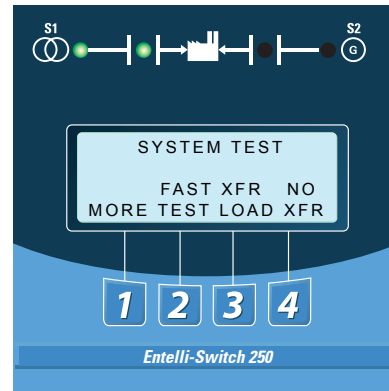 S1 S2
G
SYSTEM TEST
FAST XFR NO
MORE TEST LOAD XFR
1 2 3 4
Entelli-Switch 250